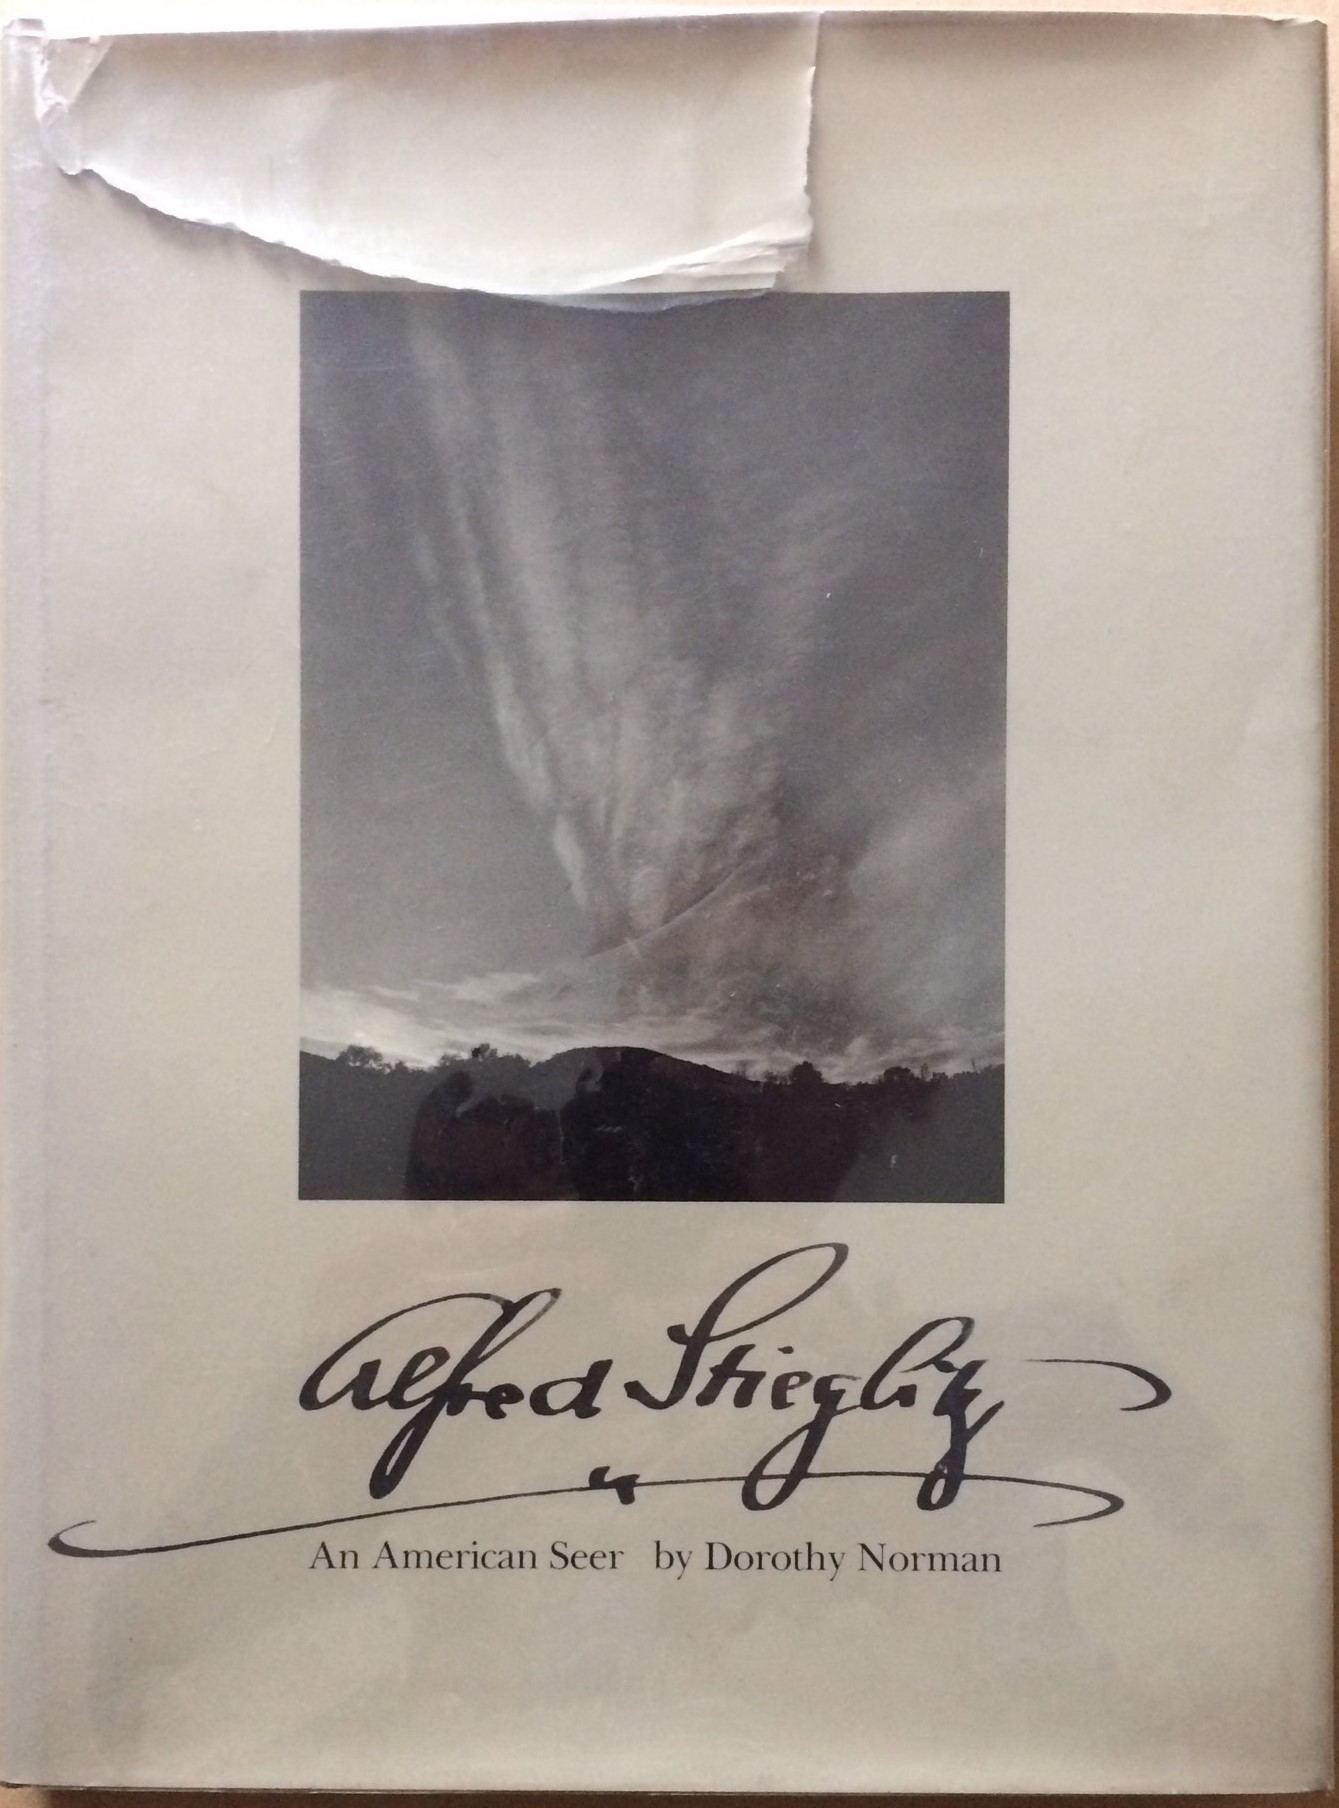 Alfred Stieglitz
An American Seer by Dorothy Norman